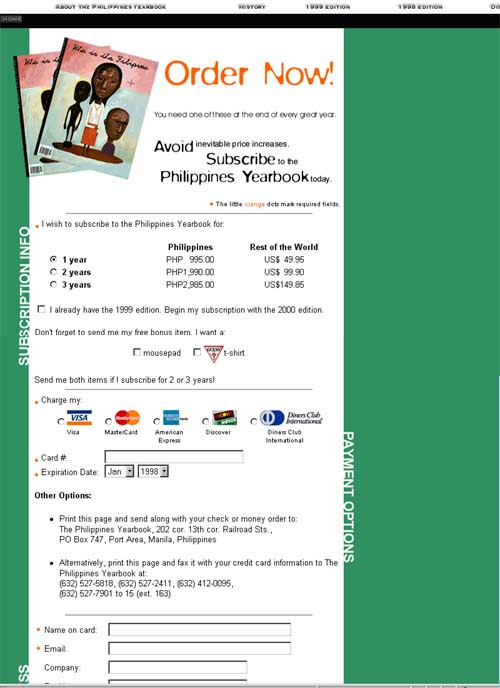 ABOUT THE PHILIPPINES YEARBOOK HISTORY 1999 EDITION 1998 EDITION
HOME
Who is the Filipino
Who is the Filipino
Order Now!
You need one of these at the end of every great year.
Avoid inevitable price increases.
Subscribe to the
Philippines Yearbook today.
The little orange dots mark required fields.
SUBSCRIPTION INFO
I wish to subscribe to the Philippines Yearbook for:
Philippines Rest of the World
1 year PHP 995.00 US$ 49.95
2 years PHP1,990.00 US$ 99.90
3 years PHP2,985.00 US$149.85
I already have the 1999 edition. Begin my subscription with the 2000 edition.
Don't forget to send me my free bonus item. I want a:
mousepad t-shirt.
Send me both items if I subscribe for 2 or 3 years!
Charge my:
VISA MasterCard Diners Club International
Visa MasterCard American Express Discover Diners Club International
Card #:
Expiration Date: Jan 1998
PAYMENT OPTIONS
Other Options:
Print this page and send along with your check or money order to:
The Philippines Yearbook, 202 cor. 13th cor. Railroad Sts.,
PO Box 747, Port Area, Manila, Philippines
Alternatively, print this page and fax it with your credit card information to The
Philippines Yearbook at:
(632) 527-5818, (632) 527-2411, (632) 412-0095,
(632) 527-7901 to 15 (ext. 163)
Name on card:
Email:
Company:
SS